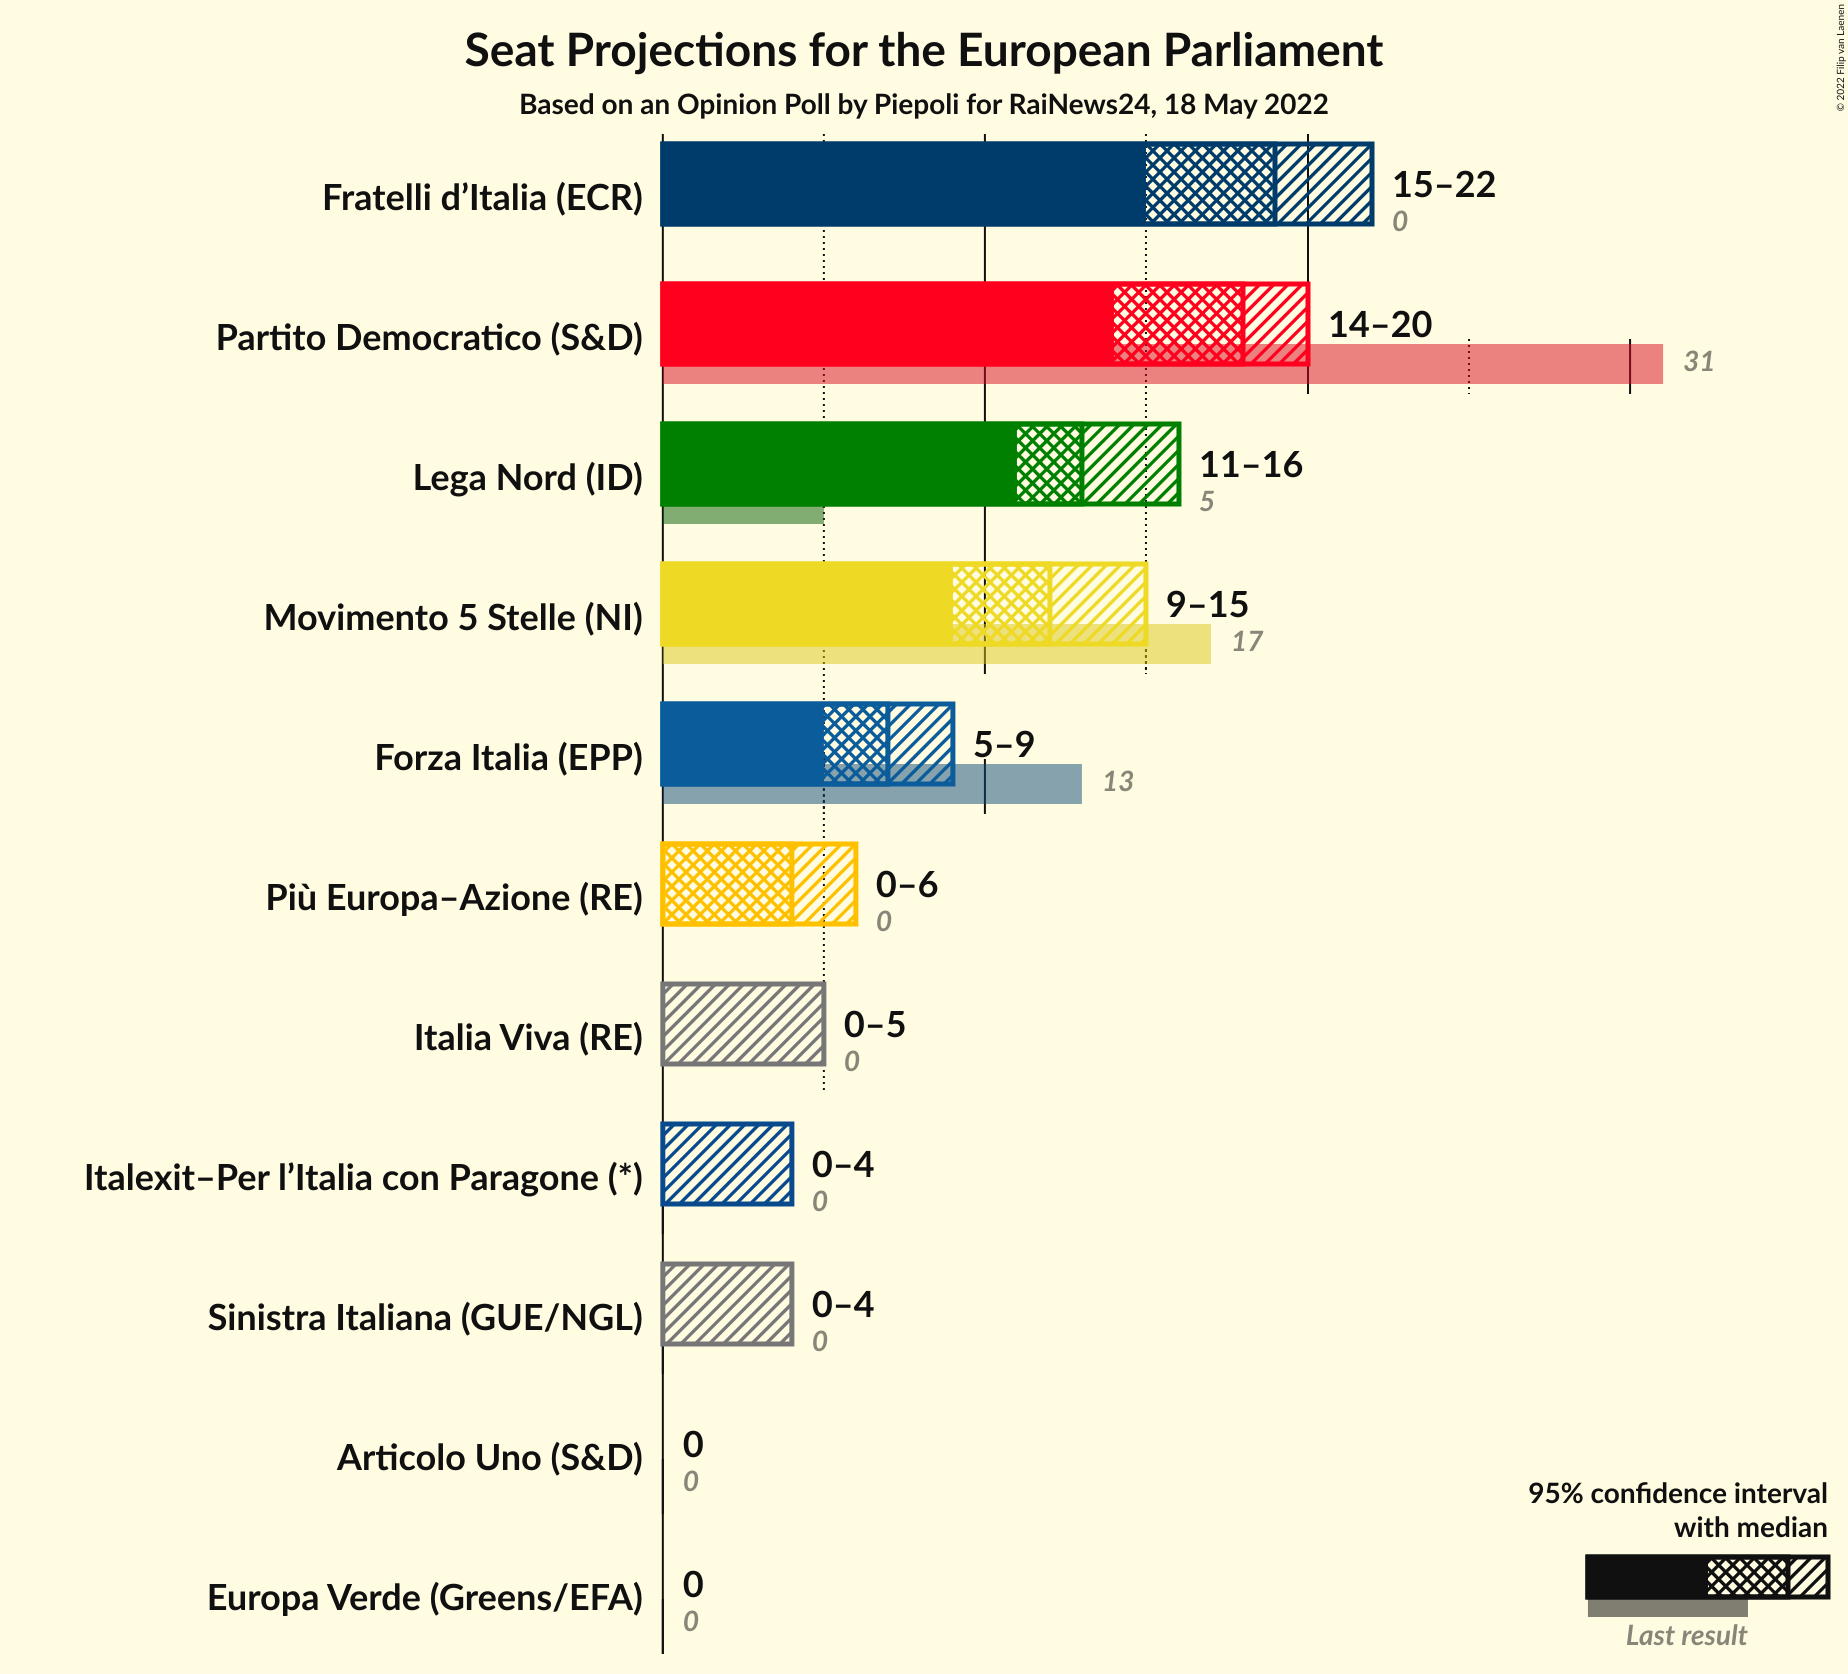 Seat Projections for the European Parliament
Based on an Opinion Poll by Piepoli for RaiNews24, 18 May 2022
© 2022 Filip van Laenen
Fratelli d’Italia (ECR)
15–22
0
Partito Democratico (S&D)
14–20
31
Lega Nord (ID)
11–16
5
Movimento 5 Stelle (NI)
9–15
17
Forza Italia (EPP)
5–9
13
Più Europa–Azione (RE)
0–6
0
Italia Viva (RE)
0–5
0
Italexit–Per l’Italia con Paragone (*)
0–4
0
Sinistra Italiana (GUE/NGL)
0–4
0
Articolo Uno (S&D)
0
0
Europa Verde (Greens/EFA)
0
0
95% confidence interval
with median
Last result